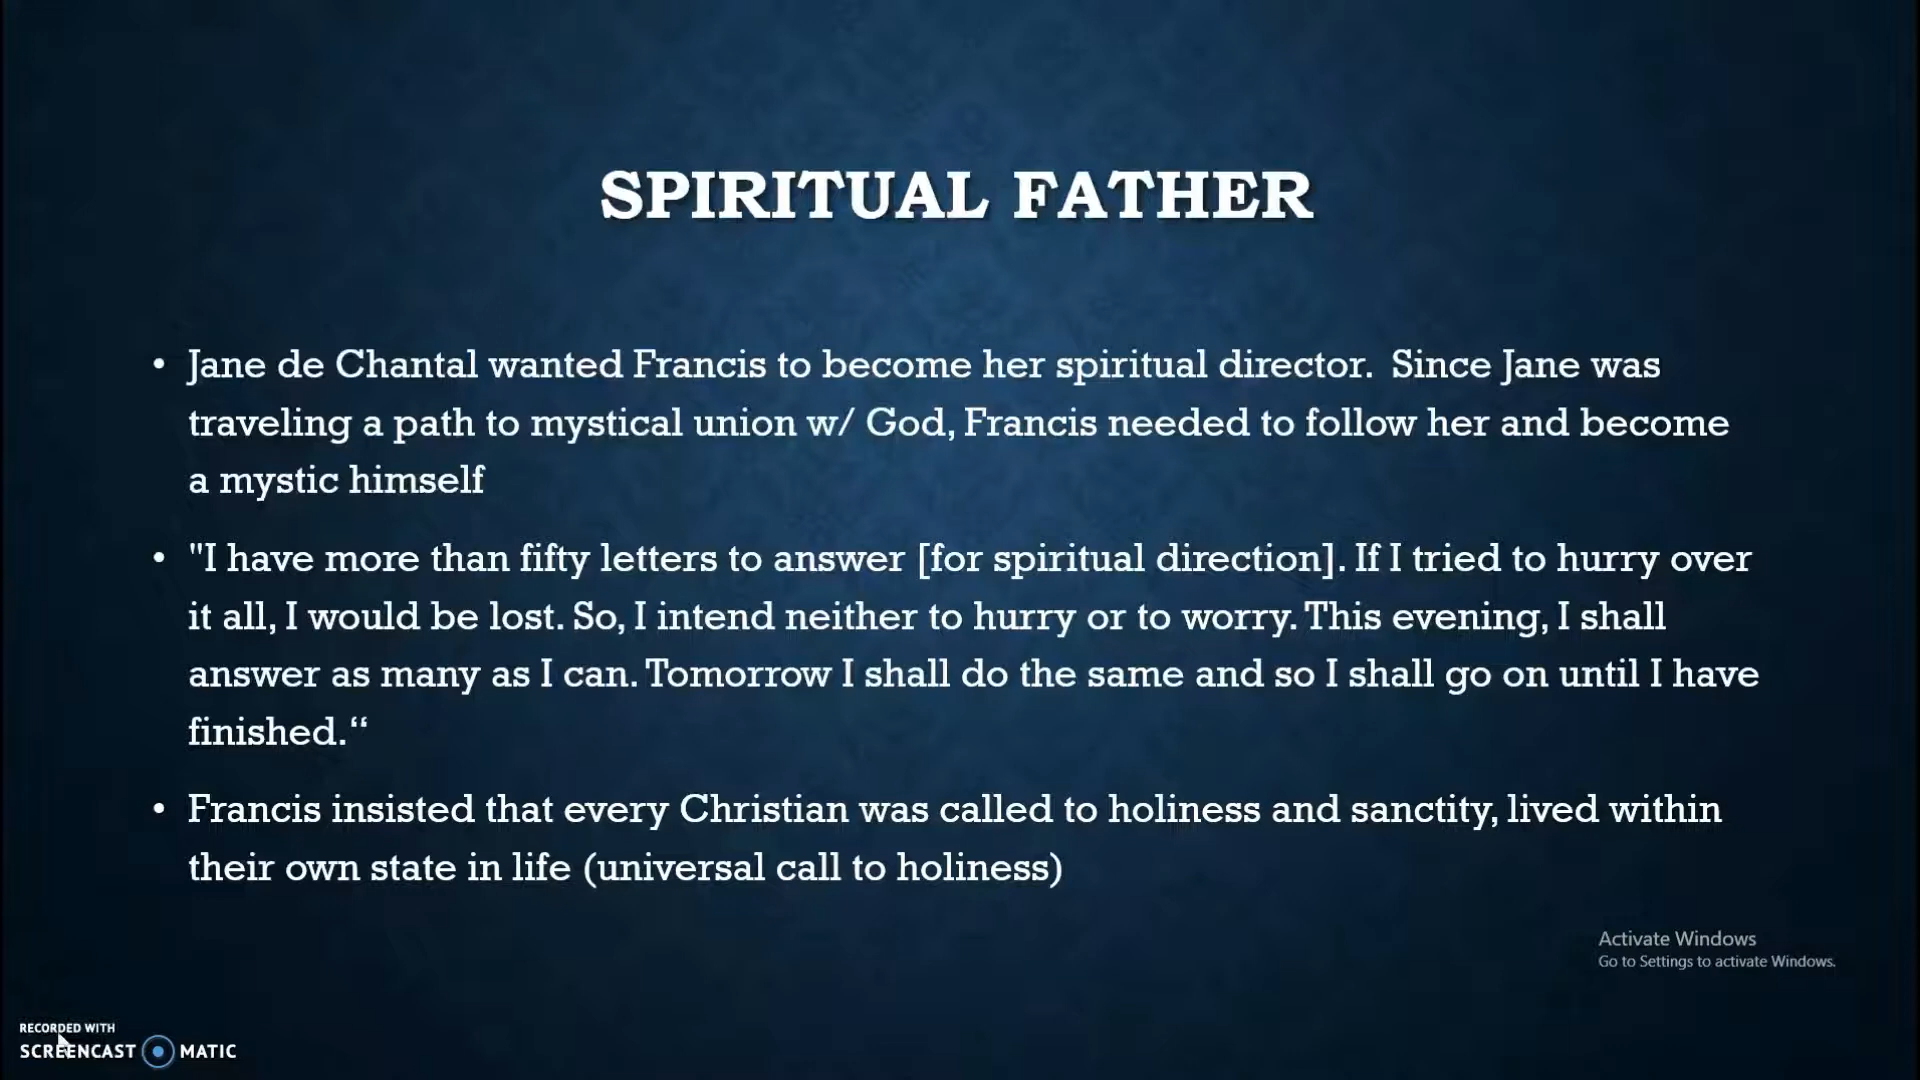 SPIRITUAL FATHER
• Jane de Chantal wanted Francis to become her spiritual director.  Since Jane was
traveling a path to mystical union w/ God, Francis needed to follow her and become
a mystic himself
• "I have more than fifty letters to answer [for spiritual direction]. If I tried to hurry over
it all, I would be lost. So, I intend neither to hurry or to worry. This evening, I shall
answer as many as I can. Tomorrow I shall do the same and so I shall go on until I have
finished.“
• Francis insisted that every Christian was called to holiness and sanctity, lived within
their own state in life (universal call to holiness)
Activate Windows
Go to Settings to activate Windows.
RECORDED WITH
SCREENCAST MATIC